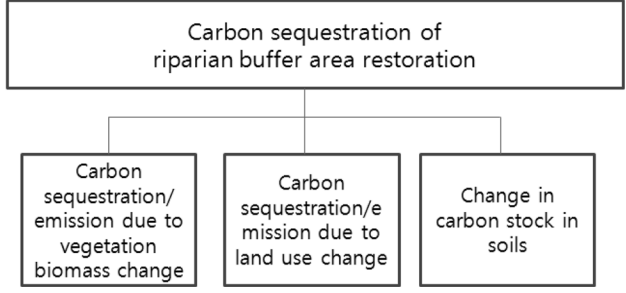 Carbon sequestration of
riparian buffer area restoration
Carbon
sequestration/
emission due to
vegetation
biomass change
Carbon
sequestration/e
mission due to
land use change
Change in
carbon stock in
soils